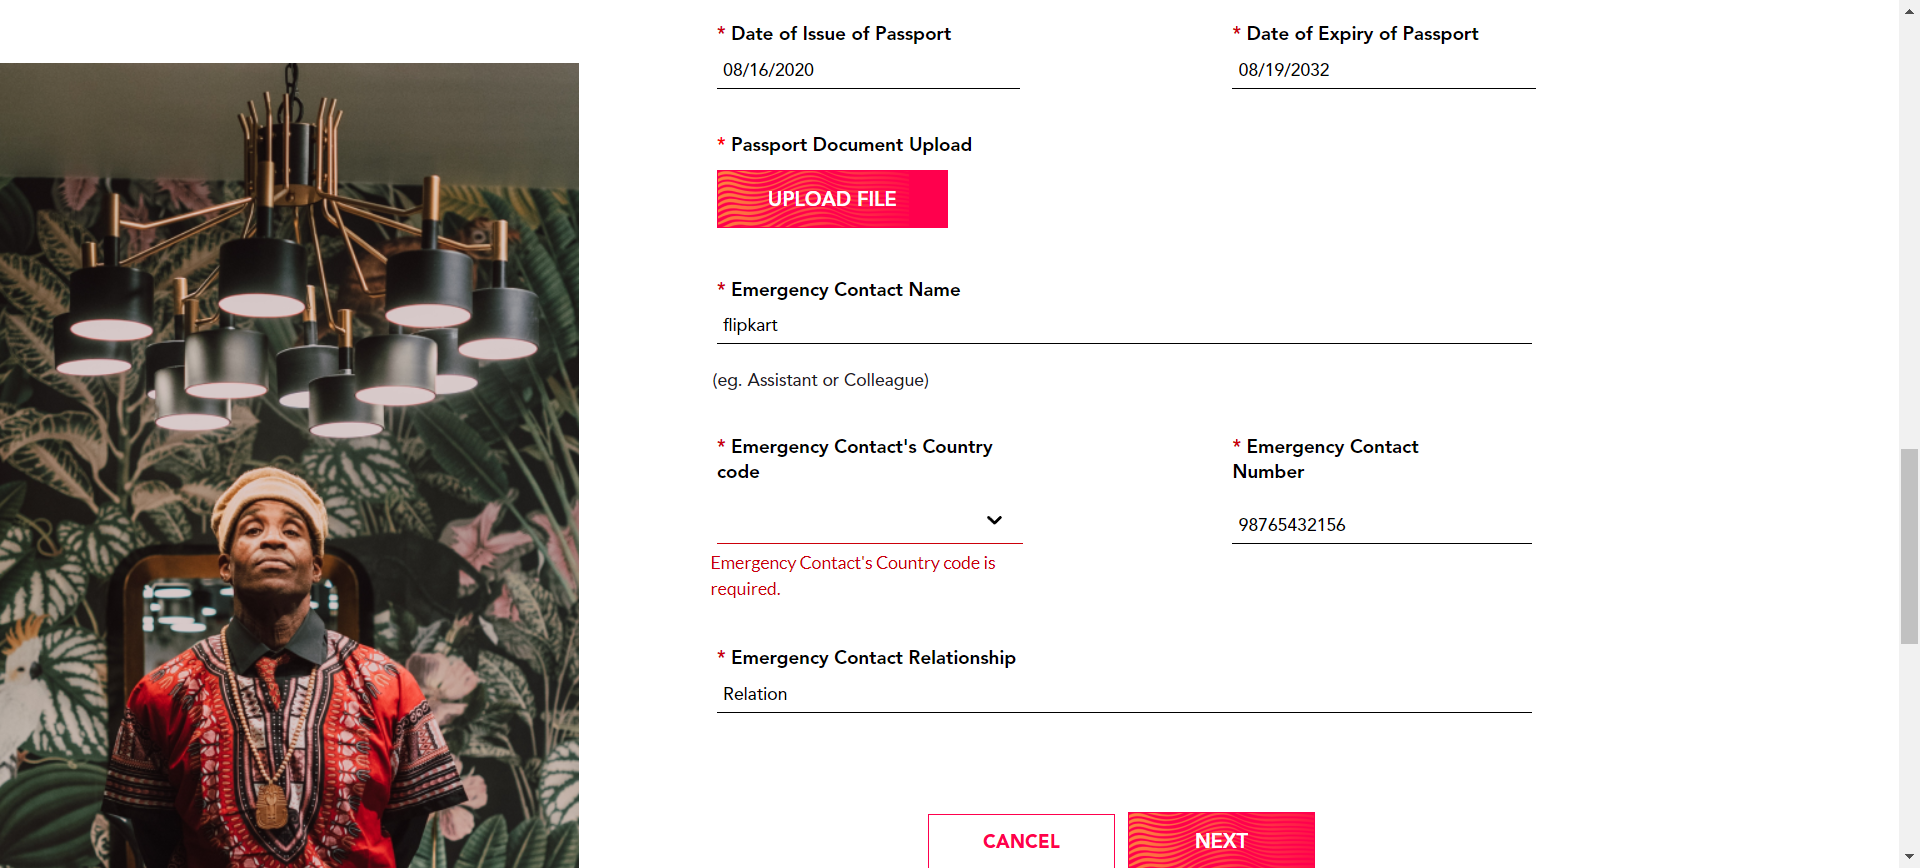 * Date of Issue of Passport
08/16/2020
* Date of Expiry of Passport
08/19/2032
* Passport Document Upload
UPLOAD FILE
* Emergency Contact Name
flipkart
(eg. Assistant or Colleague)
* Emergency Contact's Country
code
Emergency Contact's Country code is
required.
* Emergency Contact
Number
98765432156
* Emergency Contact Relationship
Relation
CANCEL
NEXT